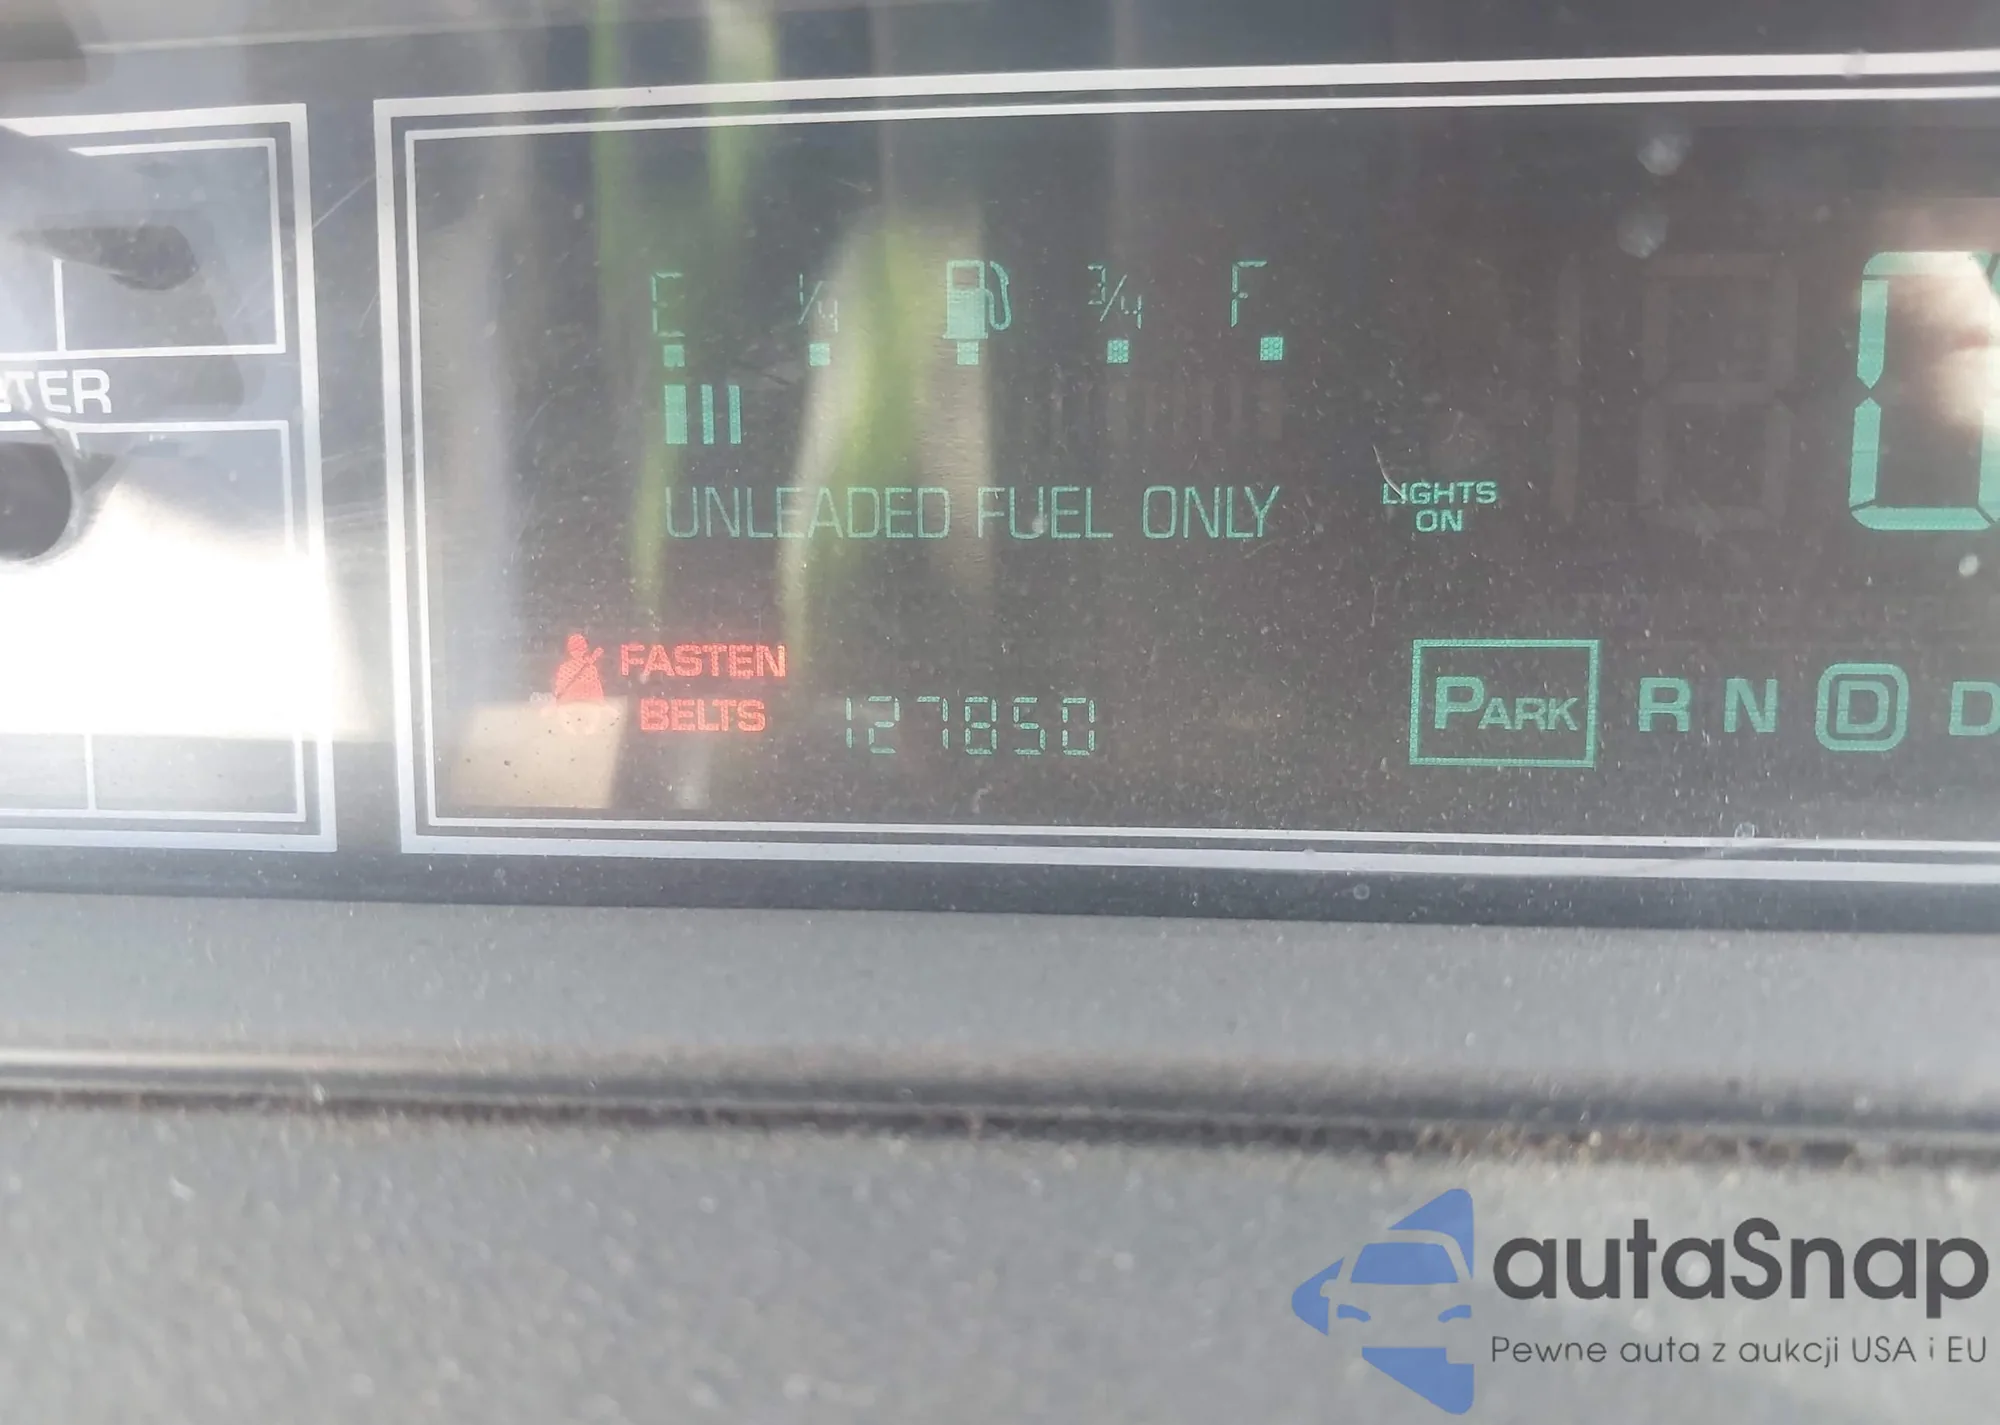 E ¼ ¾ F
UNLEADED FUEL ONLY
LIGHTS
ON
0
FASTEN
BELTS
127850
PARK R N D D
autaSnap
Pewne auta z aukcji USA i EU